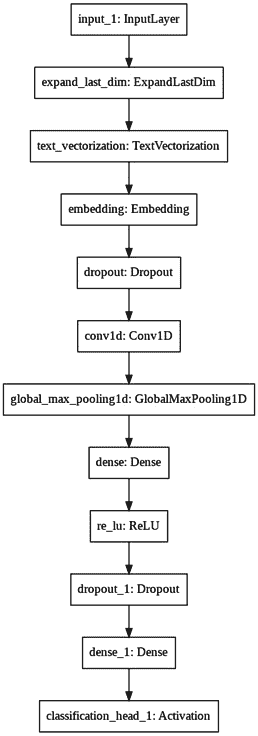 input_1: InputLayer
expand_last_dim: ExpandLastDim
text_vectorization: TextVectorization
embedding: Embedding
dropout: Dropout
conv1d: Conv1D
global_max_pooling1d: GlobalMaxPooling1D
dense: Dense
re_lu: ReLU
dropout_1: Dropout
dense_1: Dense
classification_head_1: Activation